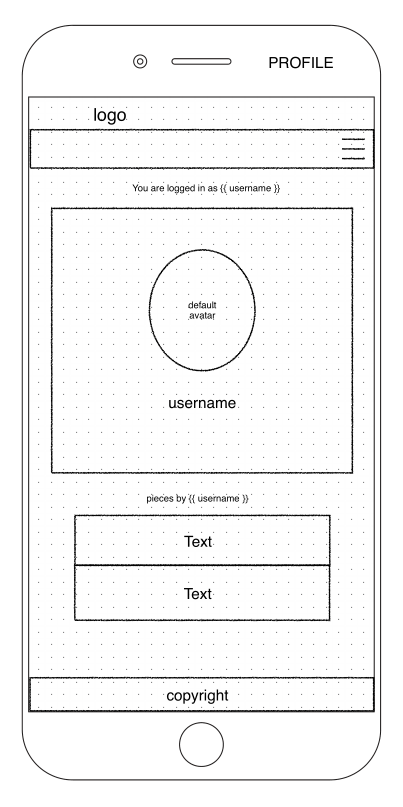 PROFILE
logo
You are logged in as {{ username }}
default
avatar
username
pieces by {{ username }}
Text
Text
copyright